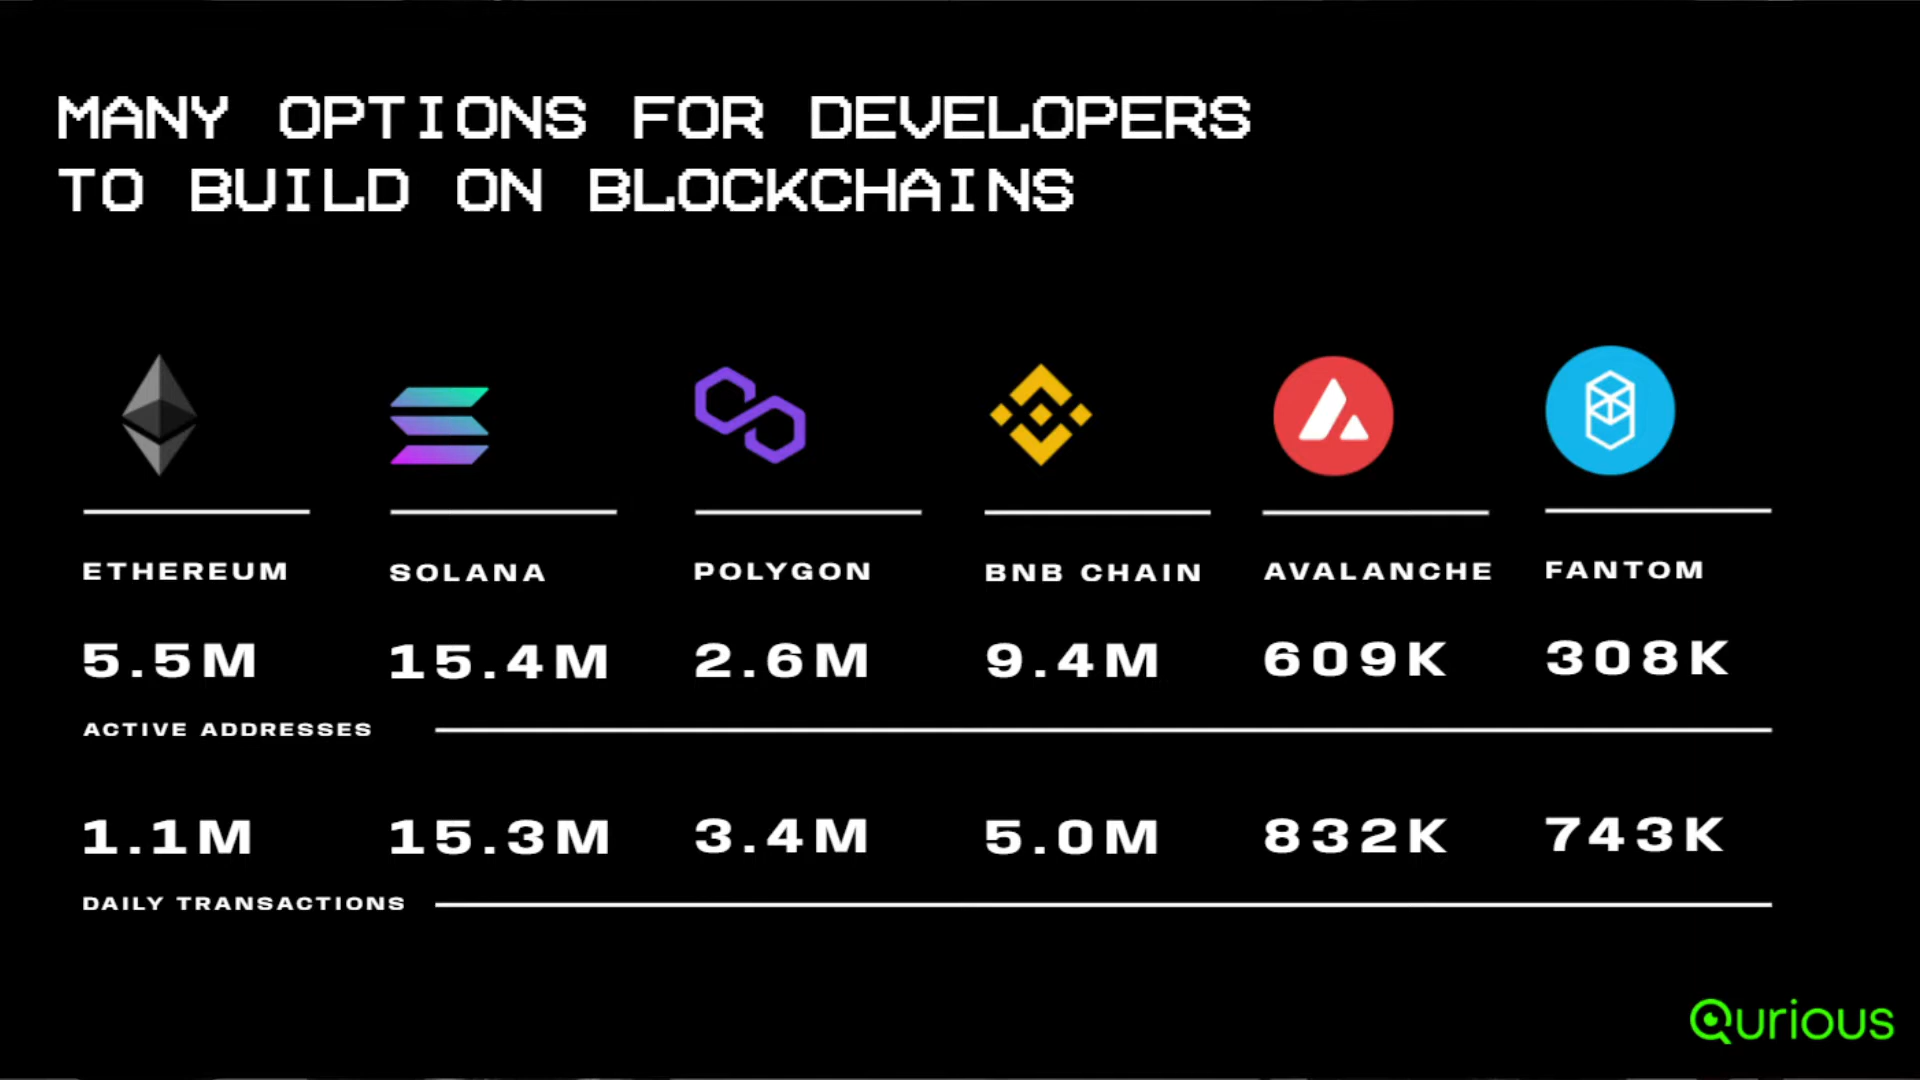 MANY OPTIONS FOR DEVELOPERS
TO BUILD ON BLOCKCHAINS
ETHEREUM SOLANA POLYGON BNB CHAIN AVALANCHE FANTOM
5.5M 15.4M 2.6M 9.4M 609K 308K
ACTIVE ADDRESSES
1.1M 15.3M 3.4M 5.0M 832K 743K
DAILY TRANSACTIONS
Qurious